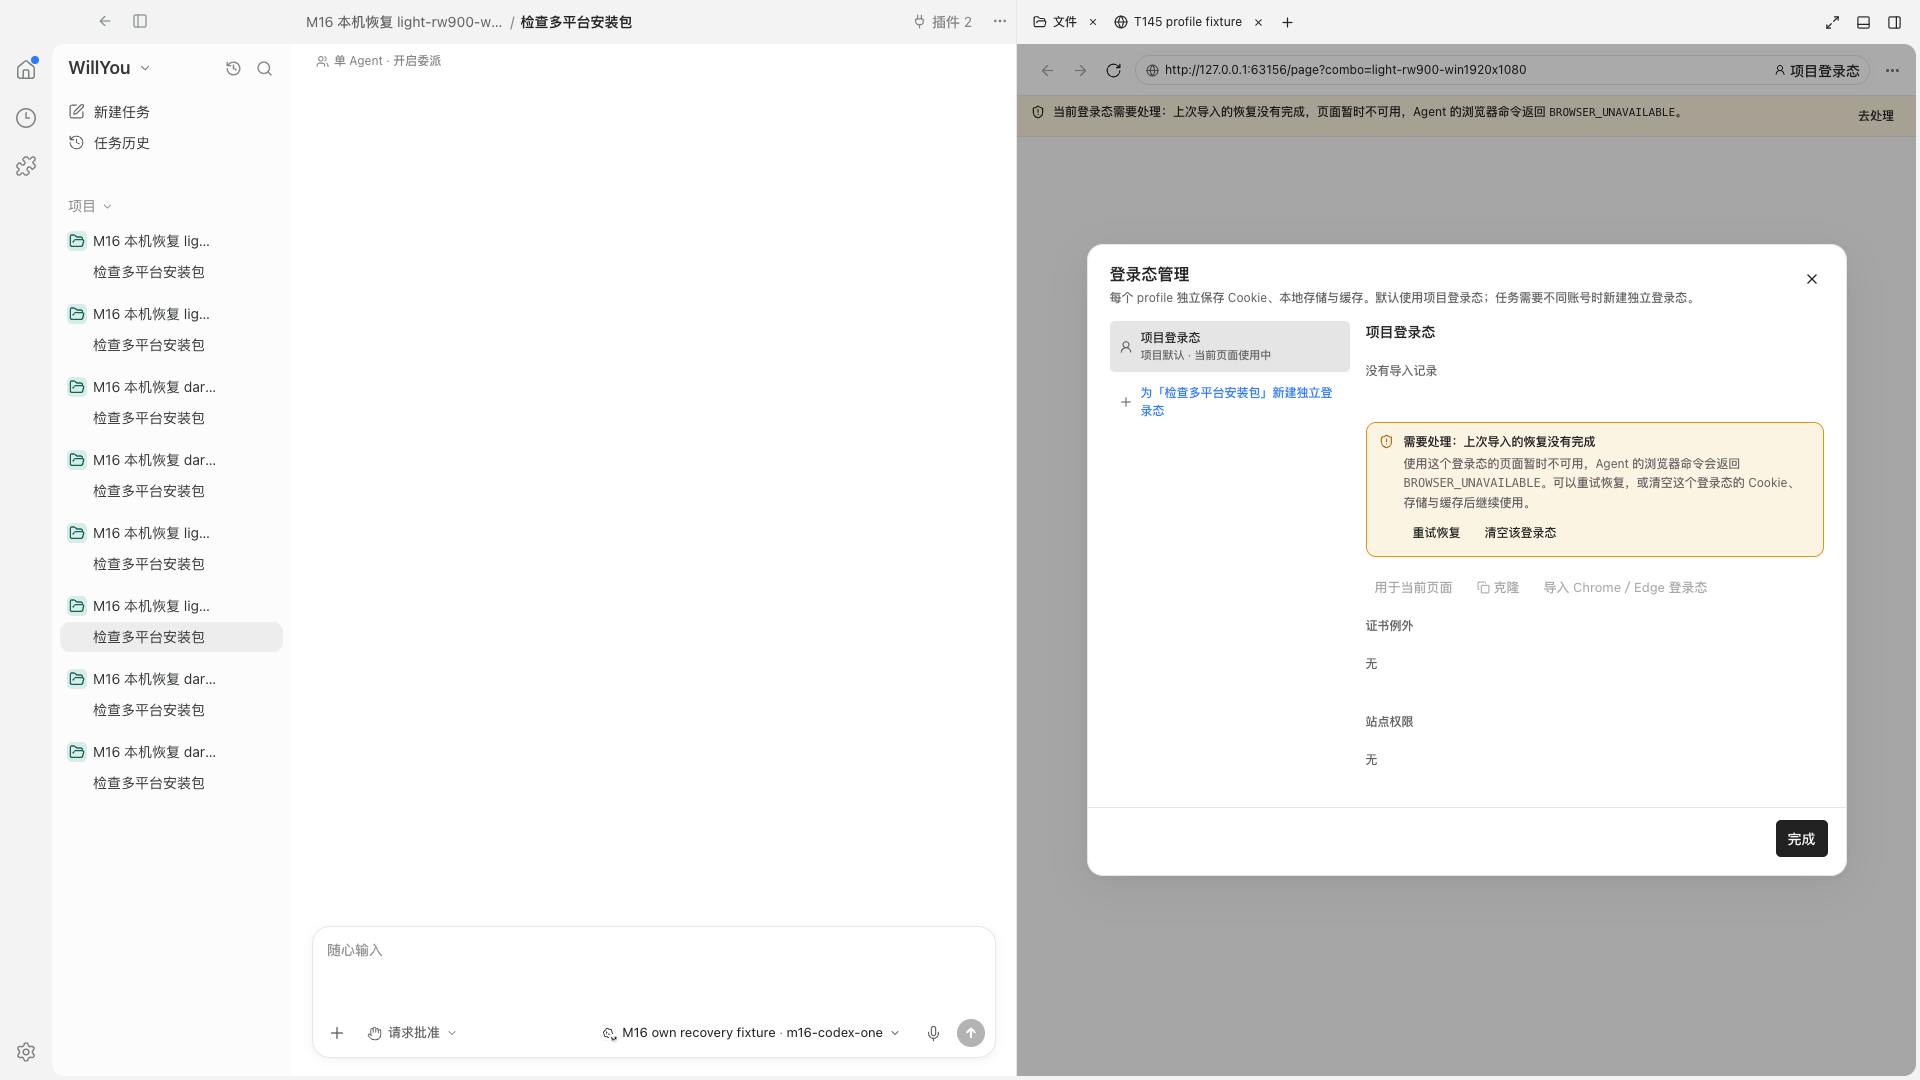 M16 本机恢复 light-rw900-w... / 检查多平台安装包
插件 2
文件
T145 profile fixture
WillYou
新建任务
任务历史
项目
M16 本机恢复 lig...
检查多平台安装包
M16 本机恢复 lig...
检查多平台安装包
M16 本机恢复 dar...
检查多平台安装包
M16 本机恢复 dar...
检查多平台安装包
M16 本机恢复 lig...
检查多平台安装包
M16 本机恢复 lig...
检查多平台安装包
M16 本机恢复 dar...
检查多平台安装包
M16 本机恢复 dar...
检查多平台安装包
单 Agent · 开启委派
随心输入
请求批准
M16 own recovery fixture · m16-codex-one
http://127.0.0.1:63156/page?combo=light-rw900-win1920x1080
项目登录态
当前登录态需要处理：上次导入的恢复没有完成，页面暂时不可用，Agent 的浏览器命令返回 BROWSER_UNAVAILABLE。
去处理
登录态管理
每个 profile 独立保存 Cookie、本地存储与缓存。默认使用项目登录态；任务需要不同账号时新建独立登录态。
项目登录态
项目默认 · 当前页面使用中
为「检查多平台安装包」新建独立登
录态
项目登录态
没有导入记录
需要处理：上次导入的恢复没有完成
使用这个登录态的页面暂时不可用，Agent 的浏览器命令会返回
BROWSER_UNAVAILABLE。可以重试恢复，或清空这个登录态的 Cookie、
存储与缓存后继续使用。
重试恢复
清空该登录态
用于当前页面
克隆
导入 Chrome / Edge 登录态
证书例外
无
站点权限
无
完成